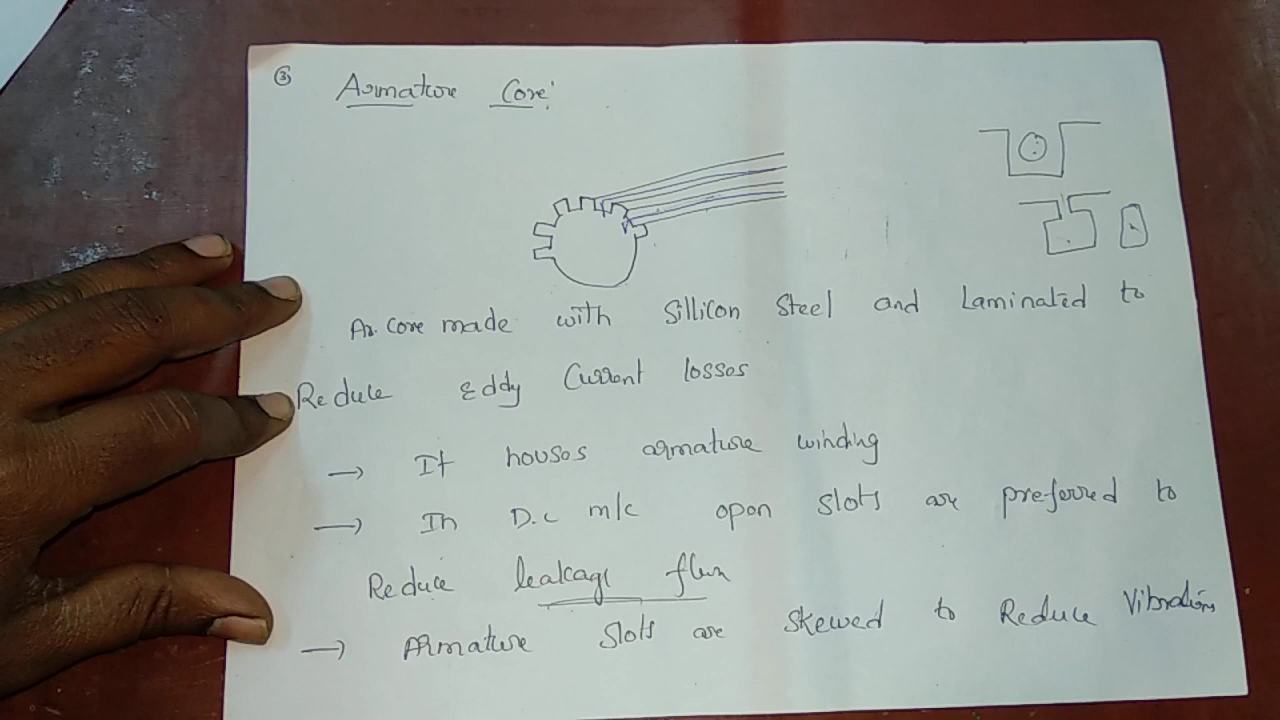 ③ Armature Core:
Ar. Core made with Sillicon Steel and Laminated to
Reduce Eddy Current losses
→ It houses armature winding
→ In D.c m/c open slots are preferred to
Reduce leakage flux
→ Armature Slots are skewed to Reduce Vibrations